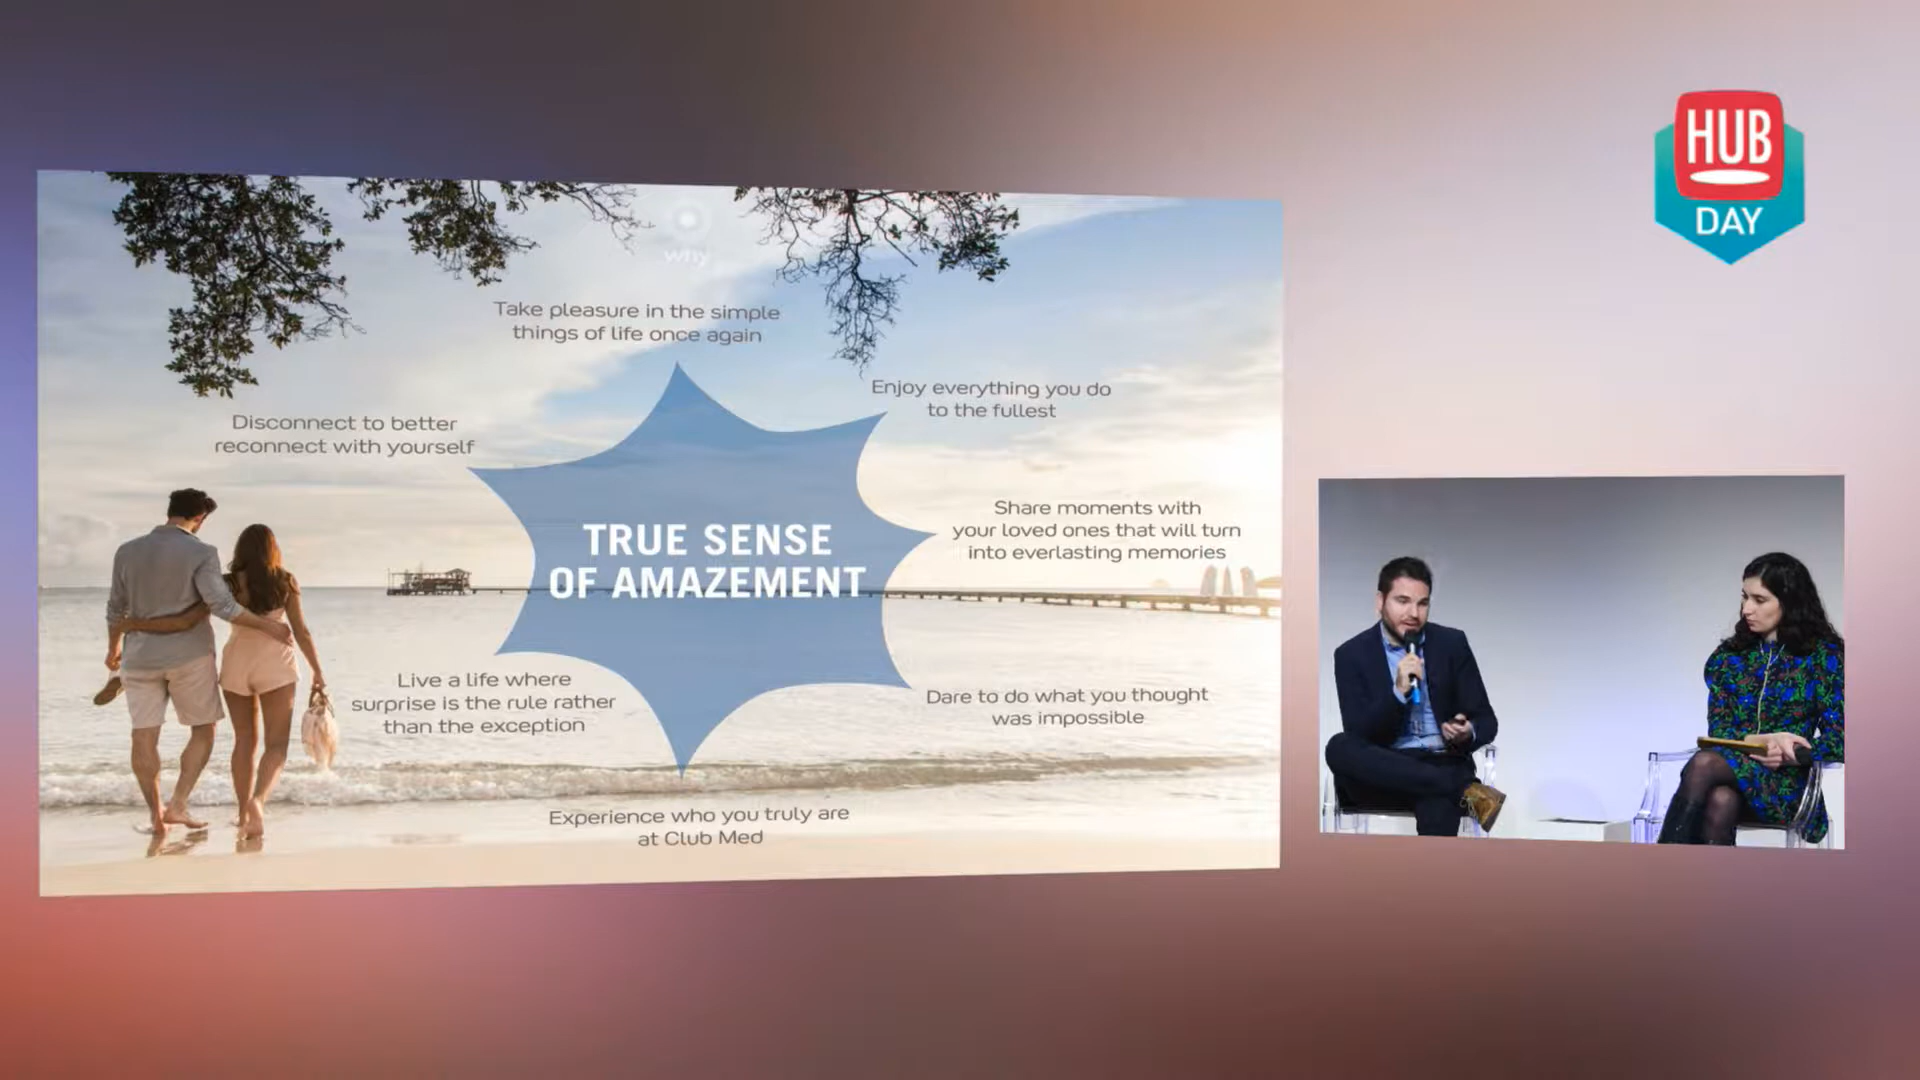 HUB
DAY
why
Take pleasure in the simple
things of life once again
Enjoy everything you do
to the fullest
Disconnect to better
reconnect with yourself
Share moments with
your loved ones that will turn
into everlasting memories
TRUE SENSE
OF AMAZEMENT
Live a life where
surprise is the rule rather
than the exception
Dare to do what you thought
was impossible
Experience who you truly are
at Club Med